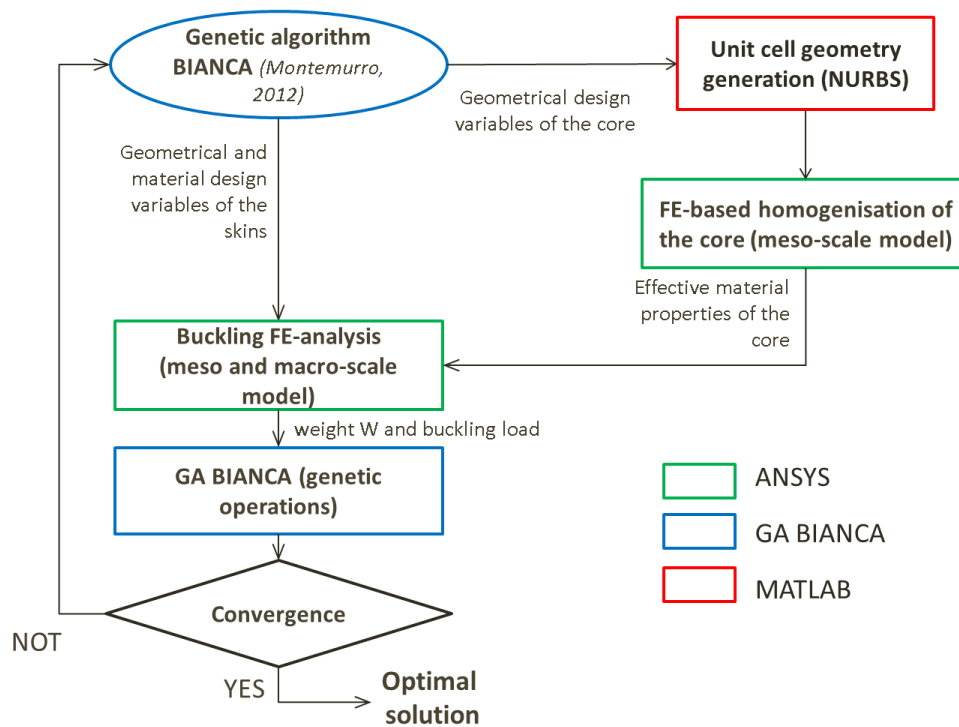 Genetic algorithm
BIANCA (Montemurro,
2012)
Unit cell geometry
generation (NURBS)
Geometrical design
variables of the core
Geometrical and
material design
variables of the
skins
FE-based homogenisation of
the core (meso-scale model)
Effective material
properties of the
core
Buckling FE-analysis
(meso and macro-scale
model)
weight W and buckling load
GA BIANCA (genetic
operations)
ANSYS
GA BIANCA
MATLAB
Convergence
NOT
YES
Optimal
solution